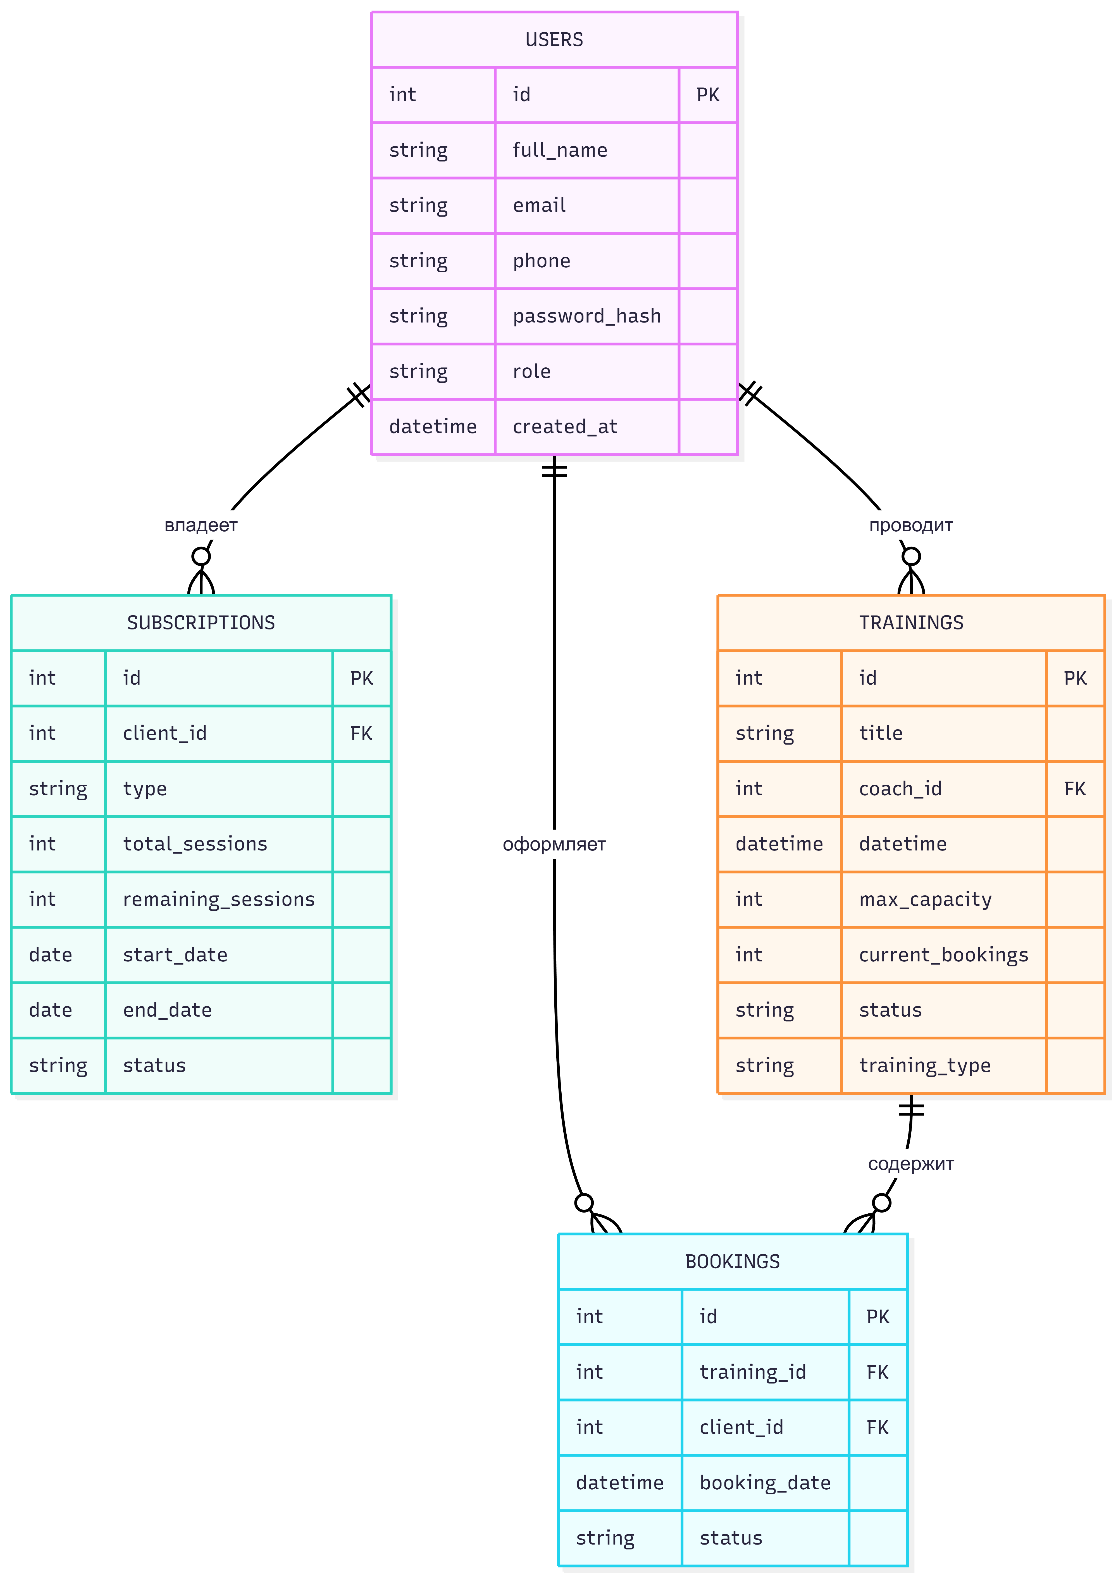 USERS
int id PK
string full_name
string email
string phone
string password_hash
string role
datetime created_at
владеет
проводит
SUBSCRIPTIONS
int id PK
int client_id FK
string type
int total_sessions
int remaining_sessions
date start_date
date end_date
string status
TRAININGS
int id PK
string title
int coach_id FK
datetime datetime
int max_capacity
int current_bookings
string status
string training_type
оформляет
содержит
BOOKINGS
int id PK
int training_id FK
int client_id FK
datetime booking_date
string status